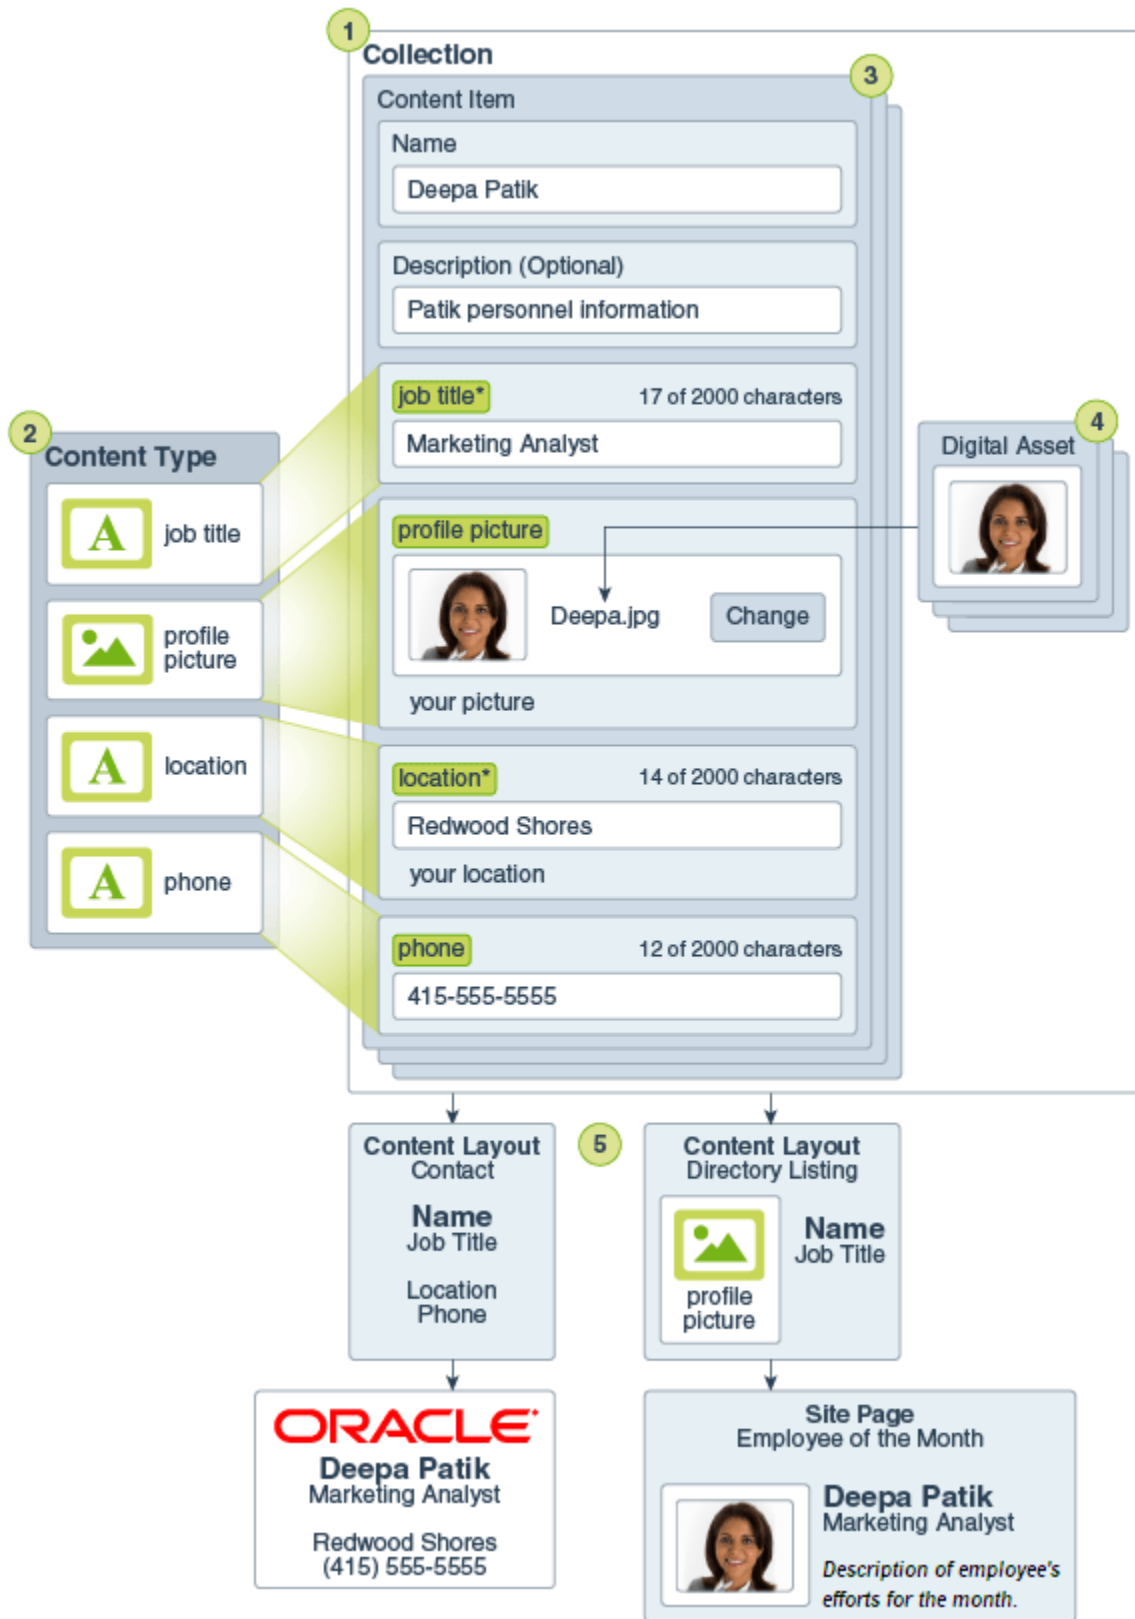 1
Collection
3
Content Item
Name
Deepa Patik
Description (Optional)
Patik personnel information
job title* 17 of 2000 characters
Marketing Analyst
2
Content Type
job title
profile
picture
location
phone
A
A
A
4
Digital Asset
profile picture
Deepa.jpg Change
your picture
location* 14 of 2000 characters
Redwood Shores
your location
phone 12 of 2000 characters
415-555-5555
Content Layout
Contact
Name
Job Title
Location
Phone
5
Content Layout
Directory Listing
Name
Job Title
profile
picture
ORACLE
Deepa Patik
Marketing Analyst
Redwood Shores
(415) 555-5555
Site Page
Employee of the Month
Deepa Patik
Marketing Analyst
Description of employee's
efforts for the month.